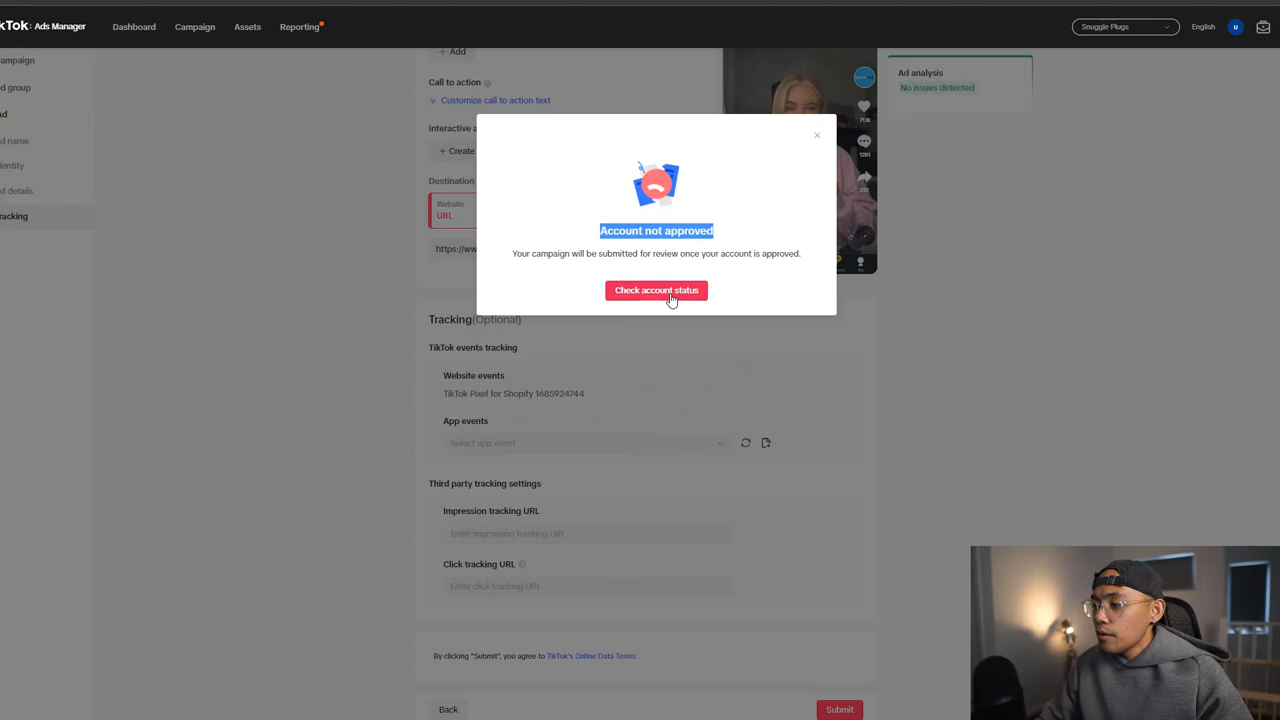 kTok: Ads Manager
Dashboard
Campaign
Assets
Reporting
Snuggle Plugs
English
u
ampaign
d group
d
d name
dentity
d details
racking
+ Add
Call to action
Customize call to action text
Interactive a
+ Create
Destination
Website
URL
https://ww
Ad analysis
No issues detected
1281
232
Account not approved
Your campaign will be submitted for review once your account is approved.
Check account status
Tracking(Optional)
TikTok events tracking
Website events
TikTok Pixel for Shopify 1685924744
App events
Select app event
Third party tracking settings
Impression tracking URL
Enter impression tracking URL
Click tracking URL
Enter click tracking URL
By clicking "Submit", you agree to TikTok's Online Data Terms.
Back
Submit